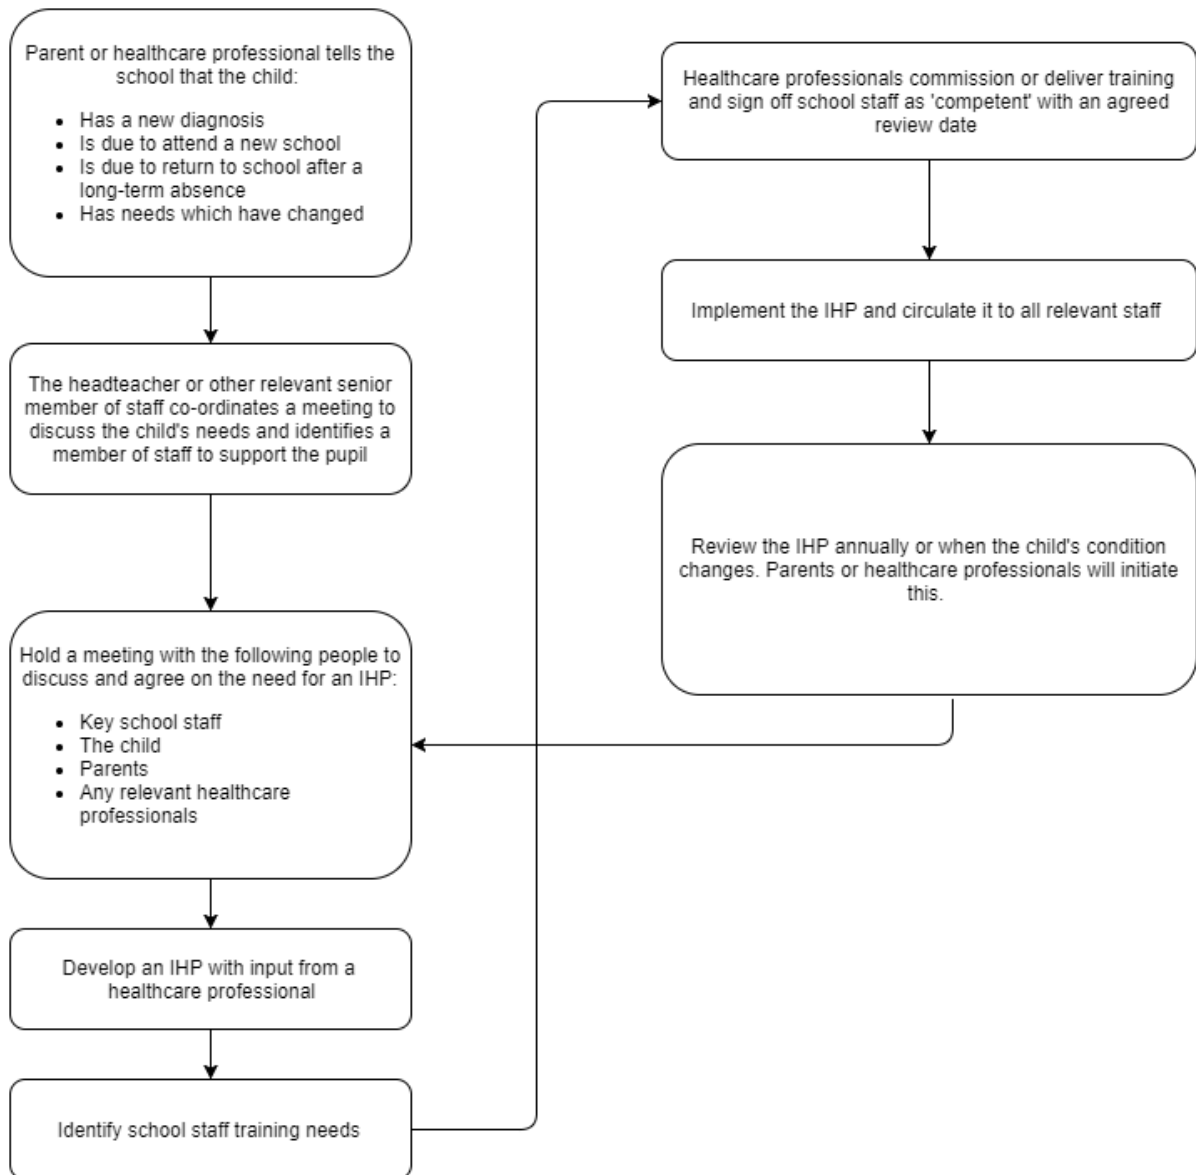 Parent or healthcare professional tells the
school that the child:
• Has a new diagnosis
• Is due to attend a new school
• Is due to return to school after a
long-term absence
• Has needs which have changed
The headteacher or other relevant senior
member of staff co-ordinates a meeting to
discuss the child's needs and identifies a
member of staff to support the pupil
Hold a meeting with the following people to
discuss and agree on the need for an IHP:
• Key school staff
• The child
• Parents
• Any relevant healthcare
professionals
Develop an IHP with input from a
healthcare professional
Identify school staff training needs
Healthcare professionals commission or deliver training
and sign off school staff as 'competent' with an agreed
review date
Implement the IHP and circulate it to all relevant staff
Review the IHP annually or when the child's condition
changes. Parents or healthcare professionals will initiate
this.